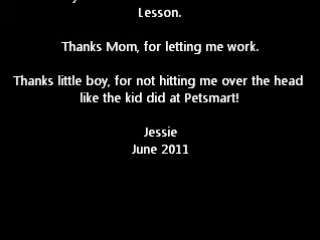 Lesson.
Thanks Mom, for letting me work.
Thanks little boy, for not hitting me over the head
like the kid did at Petsmart!
Jessie
June 2011